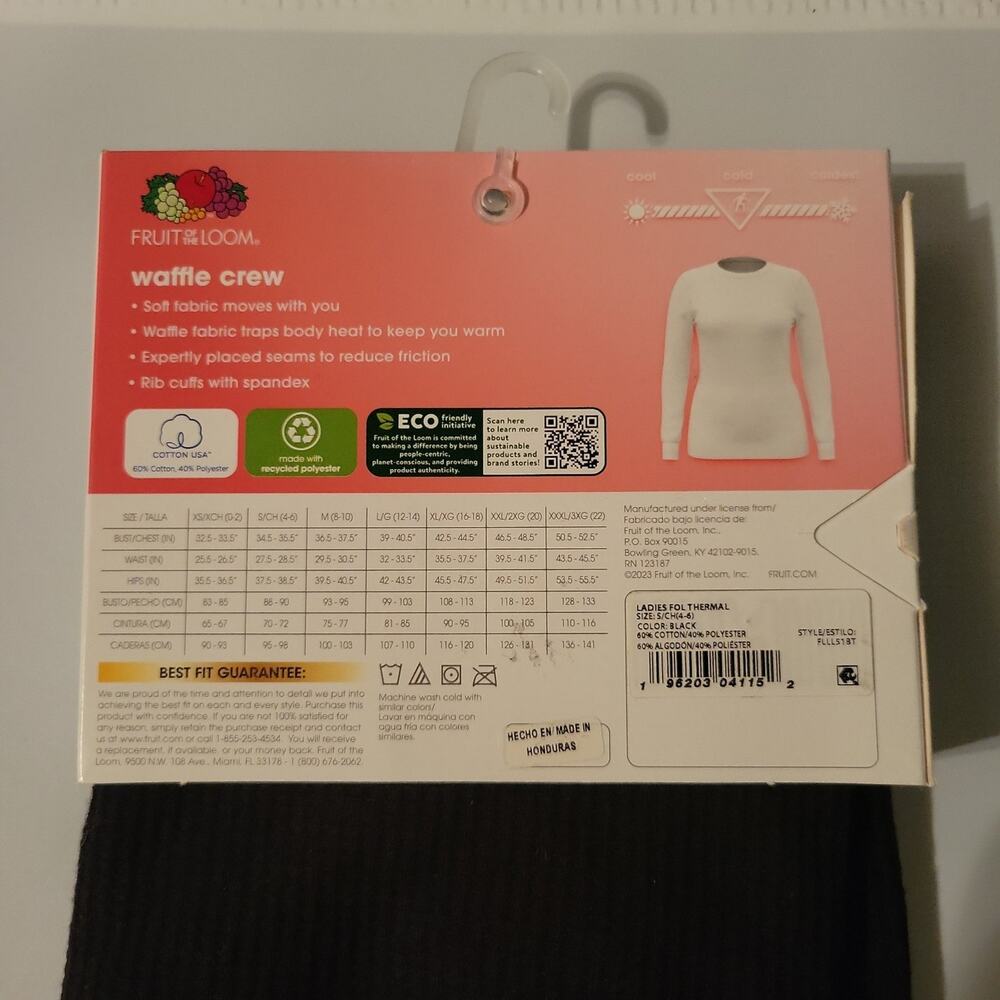 cool cold coldest
FRUIT OF THE LOOM®
waffle crew
• Soft fabric moves with you
• Waffle fabric traps body heat to keep you warm
• Expertly placed seams to reduce friction
• Rib cuffs with spandex
COTTON USA™
60% Cotton, 40% Polyester
made with
recycled polyester
ECO friendly initiative
Fruit of the Loom is committed
to making a difference by being
people-centric,
planet-conscious, and providing
product authenticity.
Scan here
to learn more
about
sustainable
products and
brand stories!
SIZE / TALLA XS/XCH (0-2) S/CH (4-6) M (8-10) L/G (12-14) XL/XG (16-18) XXL/2XG (20) XXXL/3XG (22)
BUST/CHEST (IN) 32.5 - 33.5" 34.5 - 35.5" 36.5 - 37.5" 39 - 40.5" 42.5 - 44.5" 46.5 - 48.5" 50.5 - 52.5"
WAIST (IN) 25.5 - 26.5" 27.5 - 28.5" 29.5 - 30.5" 32 - 33.5" 35.5 - 37.5" 39.5 - 41.5" 43.5 - 45.5"
HIPS (IN) 35.5 - 36.5" 37.5 - 38.5" 39.5 - 40.5" 42 - 43.5" 45.5 - 47.5" 49.5 - 51.5" 53.5 - 55.5"
BUSTO/PECHO (CM) 83 - 85 88 - 90 93 - 95 99 - 103 108 - 113 118 - 123 128 - 133
CINTURA (CM) 65 - 67 70 - 72 75 - 77 81 - 85 90 - 95 100 - 105 110 - 116
CADERAS (CM) 90 - 93 95 - 98 100 - 103 107 - 110 116 - 120 126 - 131 136 - 141
BEST FIT GUARANTEE:
We are proud of the time and attention to detail we put into
achieving the best fit on each and every style. Purchase this
product with confidence. If you are not 100% satisfied for
any reason, simply retain the purchase receipt and contact
us at www.fruit.com or call 1-855-253-4534. You will receive
a replacement, if available, or your money back. Fruit of the
Loom, 9500 N.W. 108 Ave., Miami, FL 33178 - 1 (800) 676-2062.
Machine wash cold with
similar colors/
Lavar en máquina con
agua fría con colores
similares.
HECHO EN/MADE IN
HONDURAS
Manufactured under license from/
Fabricado bajo licencia de:
Fruit of the Loom, Inc.,
P.O. Box 90015
Bowling Green, KY 42102-9015.
RN 123187
©2023 Fruit of the Loom, Inc. FRUIT.COM
LADIES FOL THERMAL
SIZE: S/CH(4-6)
COLOR: BLACK
60% COTTON/40% POLYESTER
60% ALGODÓN/40% POLIÉSTER
STYLE/ESTILO:
FLLLS1BT
1 96203 04115 2